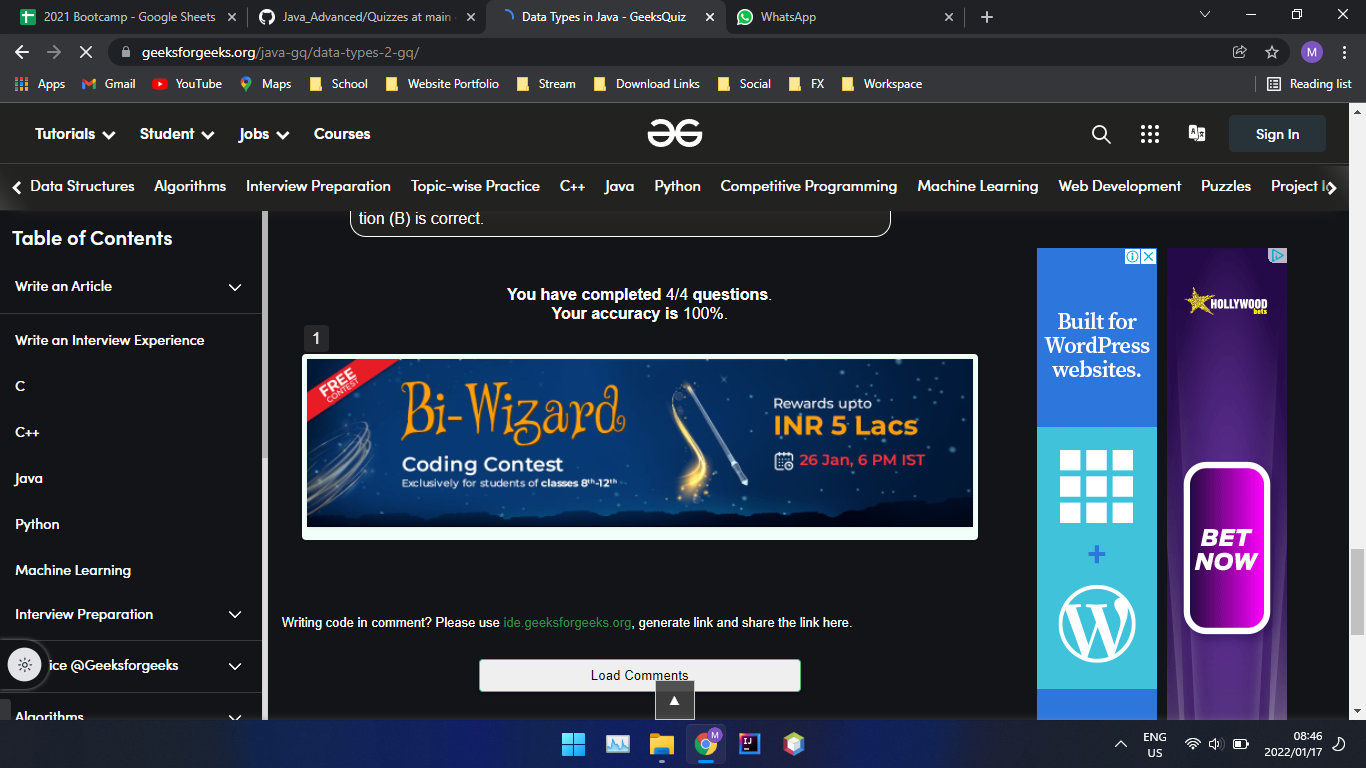 2021 Bootcamp - Google Sheets
Java_Advanced/Quizzes at main
Data Types in Java - GeeksQuiz
WhatsApp
geeksforgeeks.org/java-gq/data-types-2-gq/
M
Apps Gmail YouTube Maps School Website Portfolio Stream Download Links Social FX Workspace Reading list
Tutorials Student Jobs Courses Sign In
Data Structures Algorithms Interview Preparation Topic-wise Practice C++ Java Python Competitive Programming Machine Learning Web Development Puzzles Project
Table of Contents
Write an Article
Write an Interview Experience
C
C++
Java
Python
Machine Learning
Interview Preparation
ice @Geeksforgeeks
Algorithms
tion (B) is correct.
You have completed 4/4 questions.
Your accuracy is 100%.
1
FREE
CONTEST
Bi-Wizard
Coding Contest
Exclusively for students of classes 8th-12th
Rewards upto
INR 5 Lacs
26 Jan, 6 PM IST
Writing code in comment? Please use ide.geeksforgeeks.org, generate link and share the link here.
Load Comments
Built for
WordPress
websites.
HOLLYWOOD
bets
BET
NOW
M
ENG
US
08:46
2022/01/17